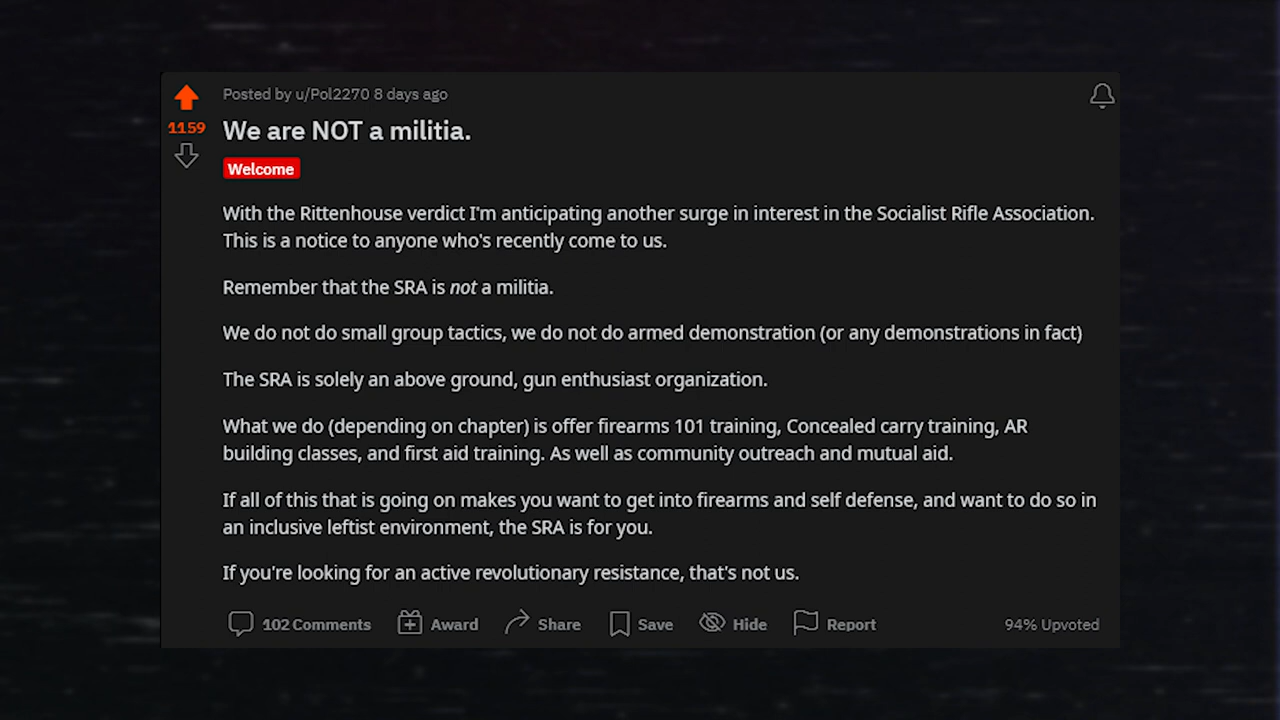 Posted by u/Pol2270 8 days ago
1159
We are NOT a militia.
Welcome
With the Rittenhouse verdict I'm anticipating another surge in interest in the Socialist Rifle Association.
This is a notice to anyone who's recently come to us.
Remember that the SRA is not a militia.
We do not do small group tactics, we do not do armed demonstration (or any demonstrations in fact)
The SRA is solely an above ground, gun enthusiast organization.
What we do (depending on chapter) is offer firearms 101 training, Concealed carry training, AR
building classes, and first aid training. As well as community outreach and mutual aid.
If all of this that is going on makes you want to get into firearms and self defense, and want to do so in
an inclusive leftist environment, the SRA is for you.
If you're looking for an active revolutionary resistance, that's not us.
102 Comments Award Share Save Hide Report 94% Upvoted